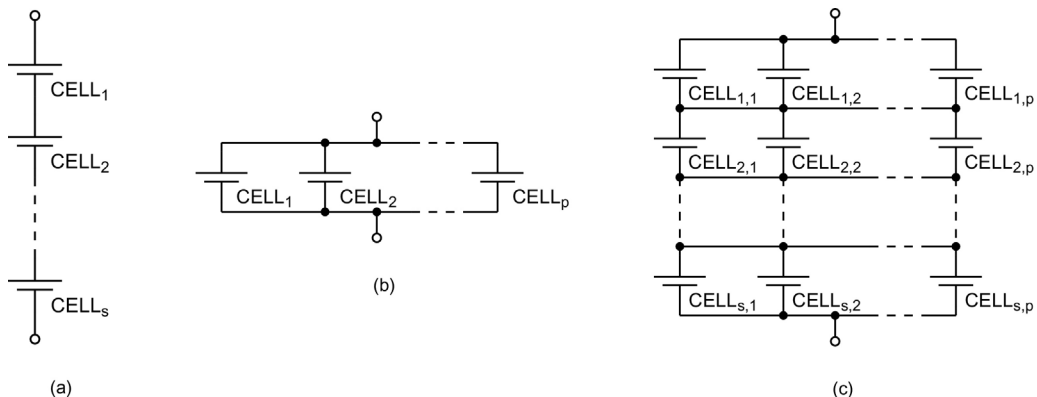 CELL₁
CELL₂
CELLₛ
(a)
CELL₁ CELL₂ CELLₚ
(b)
CELL₁,₁ CELL₁,₂ CELL₁,ₚ
CELL₂,₁ CELL₂,₂ CELL₂,ₚ
CELLₛ,₁ CELLₛ,₂ CELLₛ,ₚ
(c)